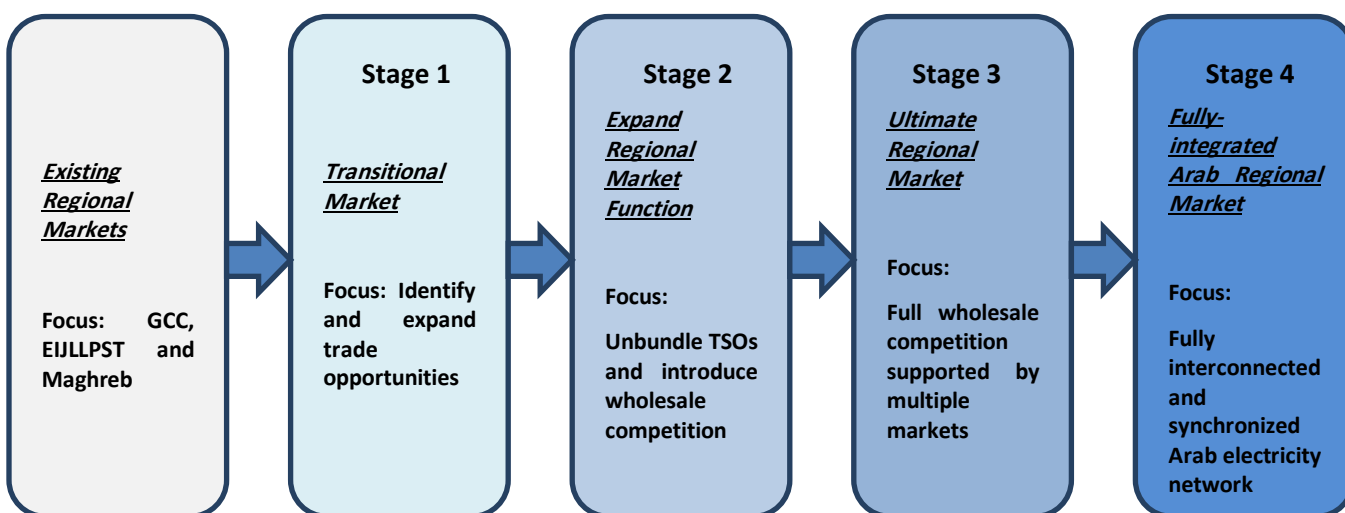 Existing
Regional
Markets
Focus: GCC,
EIJLLPST and
Maghreb
Stage 1
Transitional
Market
Focus: Identify
and expand
trade
opportunities
Stage 2
Expand
Regional
Market
Function
Focus:
Unbundle TSOs
and introduce
wholesale
competition
Stage 3
Ultimate
Regional
Market
Focus:
Full wholesale
competition
supported by
multiple
markets
Stage 4
Fully-
integrated
Arab Regional
Market
Focus:
Fully
interconnected
and
synchronized
Arab electricity
network